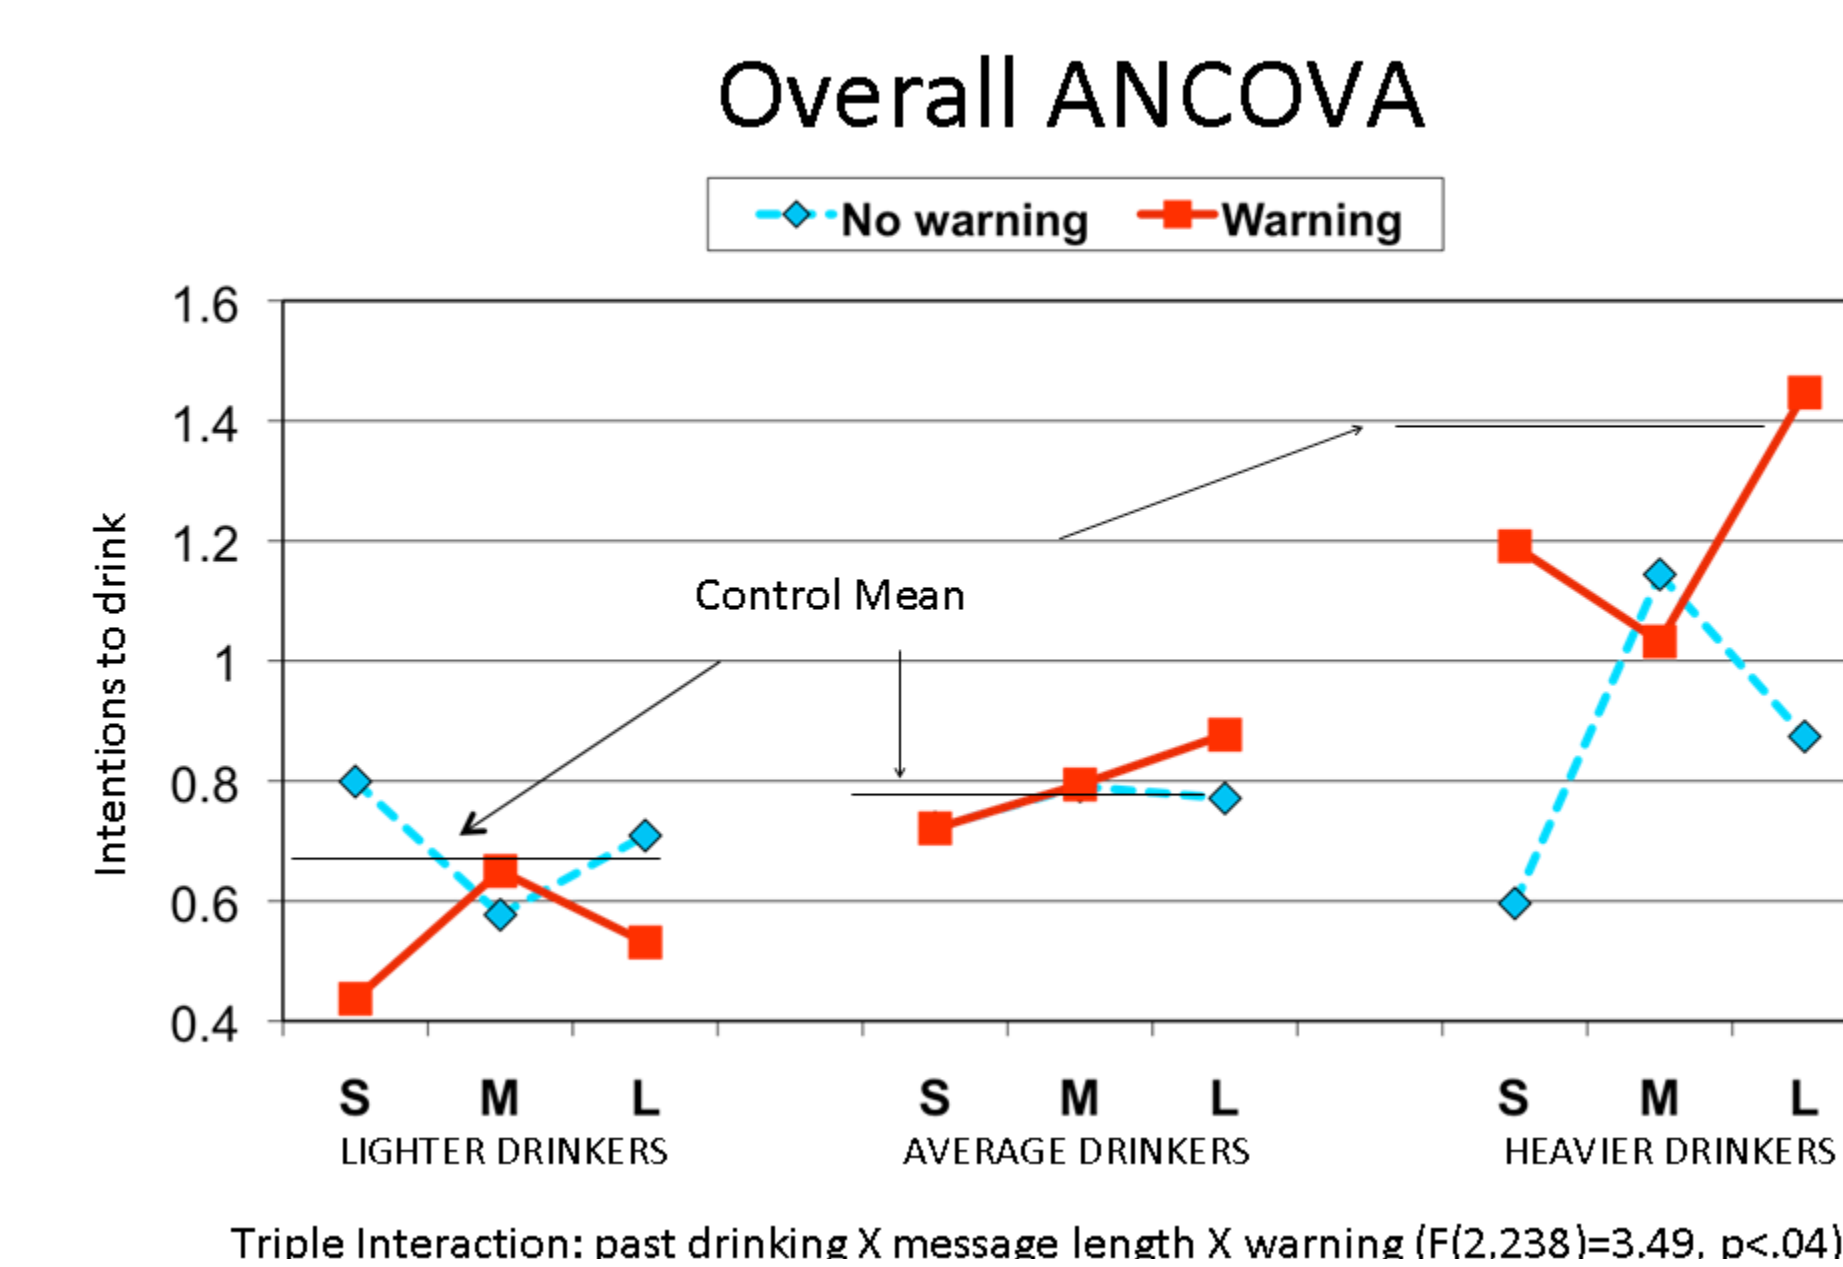 Overall ANCOVA
No warning Warning
1.6
1.4
1.2
1
0.8
0.6
0.4
Intentions to drink
Control Mean
S M L S M L S M L
LIGHTER DRINKERS AVERAGE DRINKERS HEAVIER DRINKERS
Triple Interaction: past drinking X message length X warning (F(2,238)=3.49, p<.04)